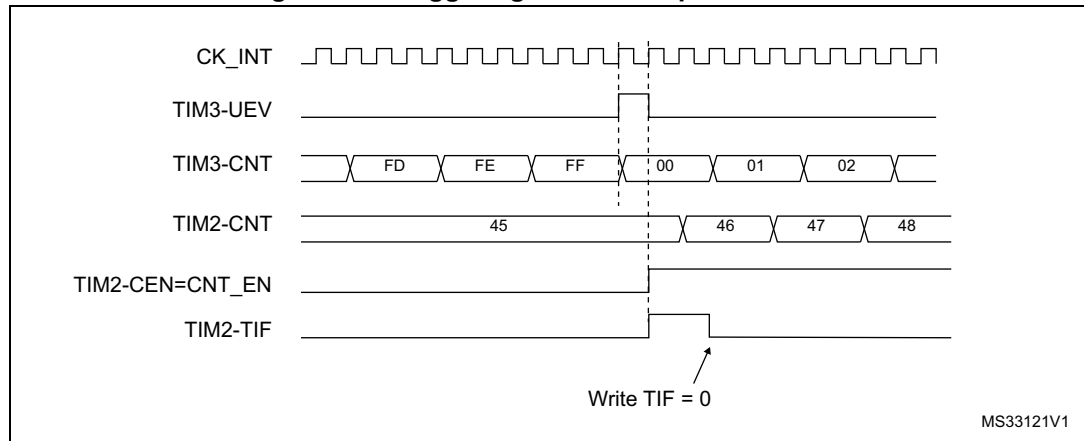 CK_INT
TIM3-UEV
TIM3-CNT FD FE FF 00 01 02
TIM2-CNT 45 46 47 48
TIM2-CEN=CNT_EN
TIM2-TIF
Write TIF = 0
MS33121V1